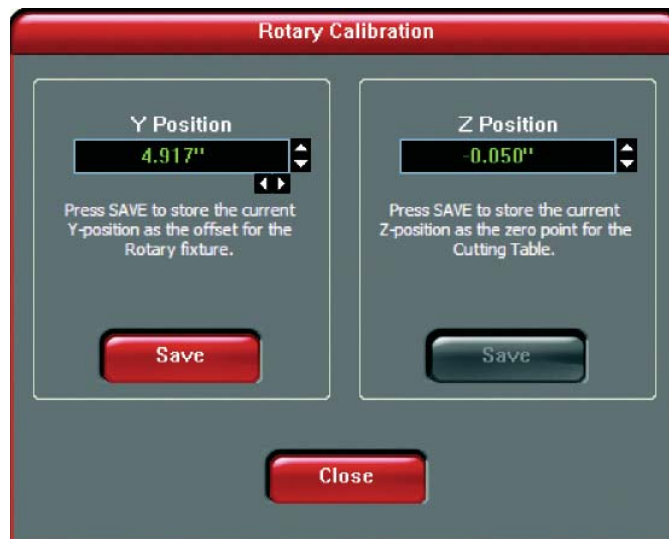 Rotary Calibration
Y Position
4.917"
Press SAVE to store the current
Y-position as the offset for the
Rotary fixture.
Save
Z Position
-0.050"
Press SAVE to store the current
Z-position as the zero point for the
Cutting Table.
Save
Close